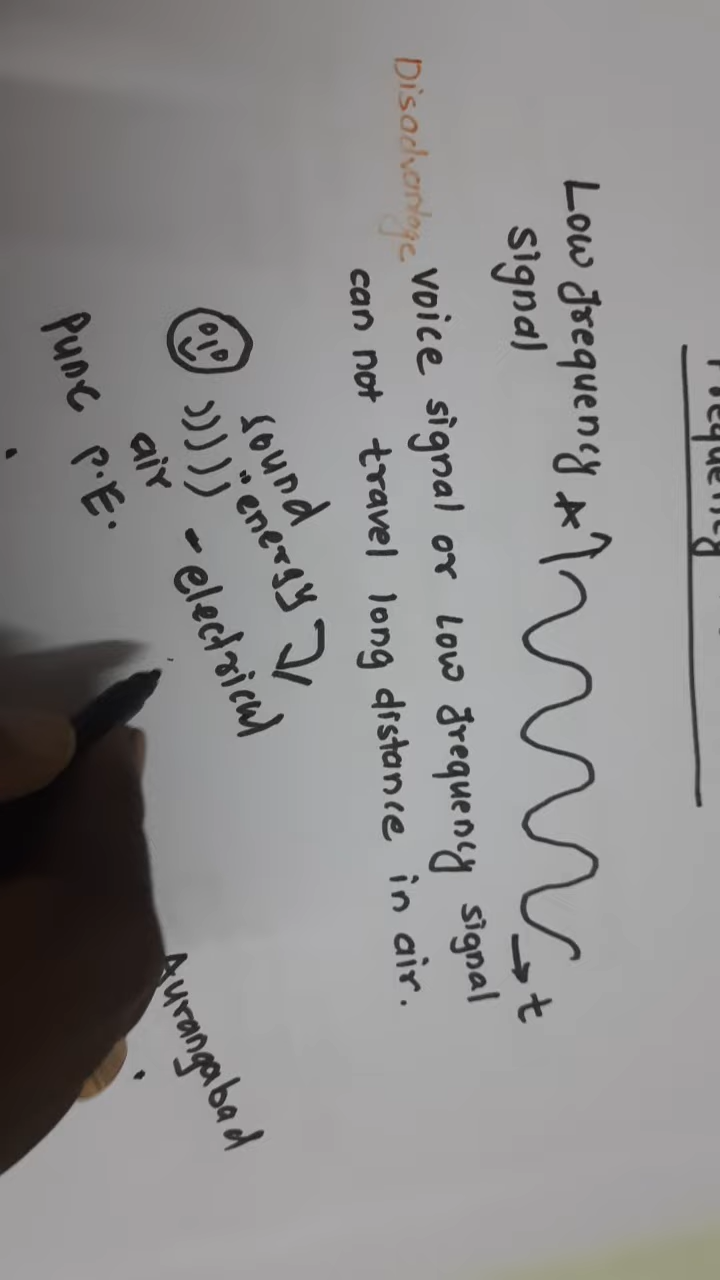 Frequency
Low frequency A
signal
t
Disadvantage voice signal or Low frequency signal
can not travel long distance in air.
sound
" energy
- electrical
air
P.E.
Aurangabad